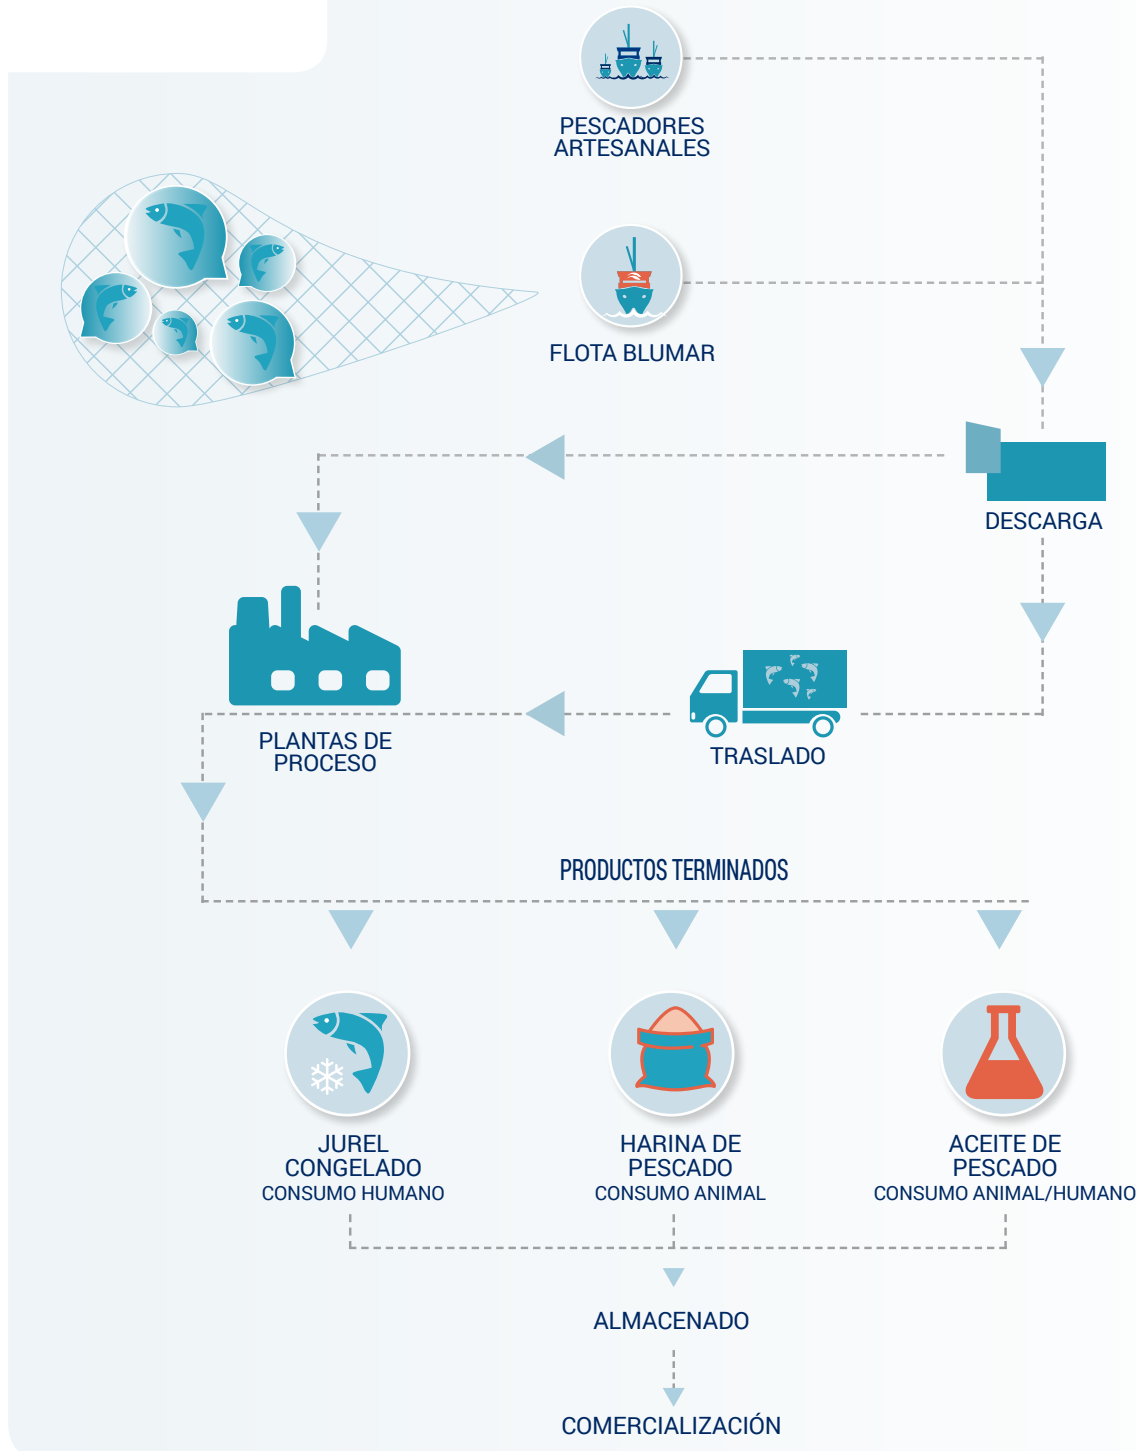 PESCADORES
ARTESANALES
FLOTA BLUMAR
DESCARGA
PLANTAS DE
PROCESO
TRASLADO
PRODUCTOS TERMINADOS
JUREL
CONGELADO
CONSUMO HUMANO
HARINA DE
PESCADO
CONSUMO ANIMAL
ACEITE DE
PESCADO
CONSUMO ANIMAL/HUMANO
ALMACENADO
COMERCIALIZACIÓN